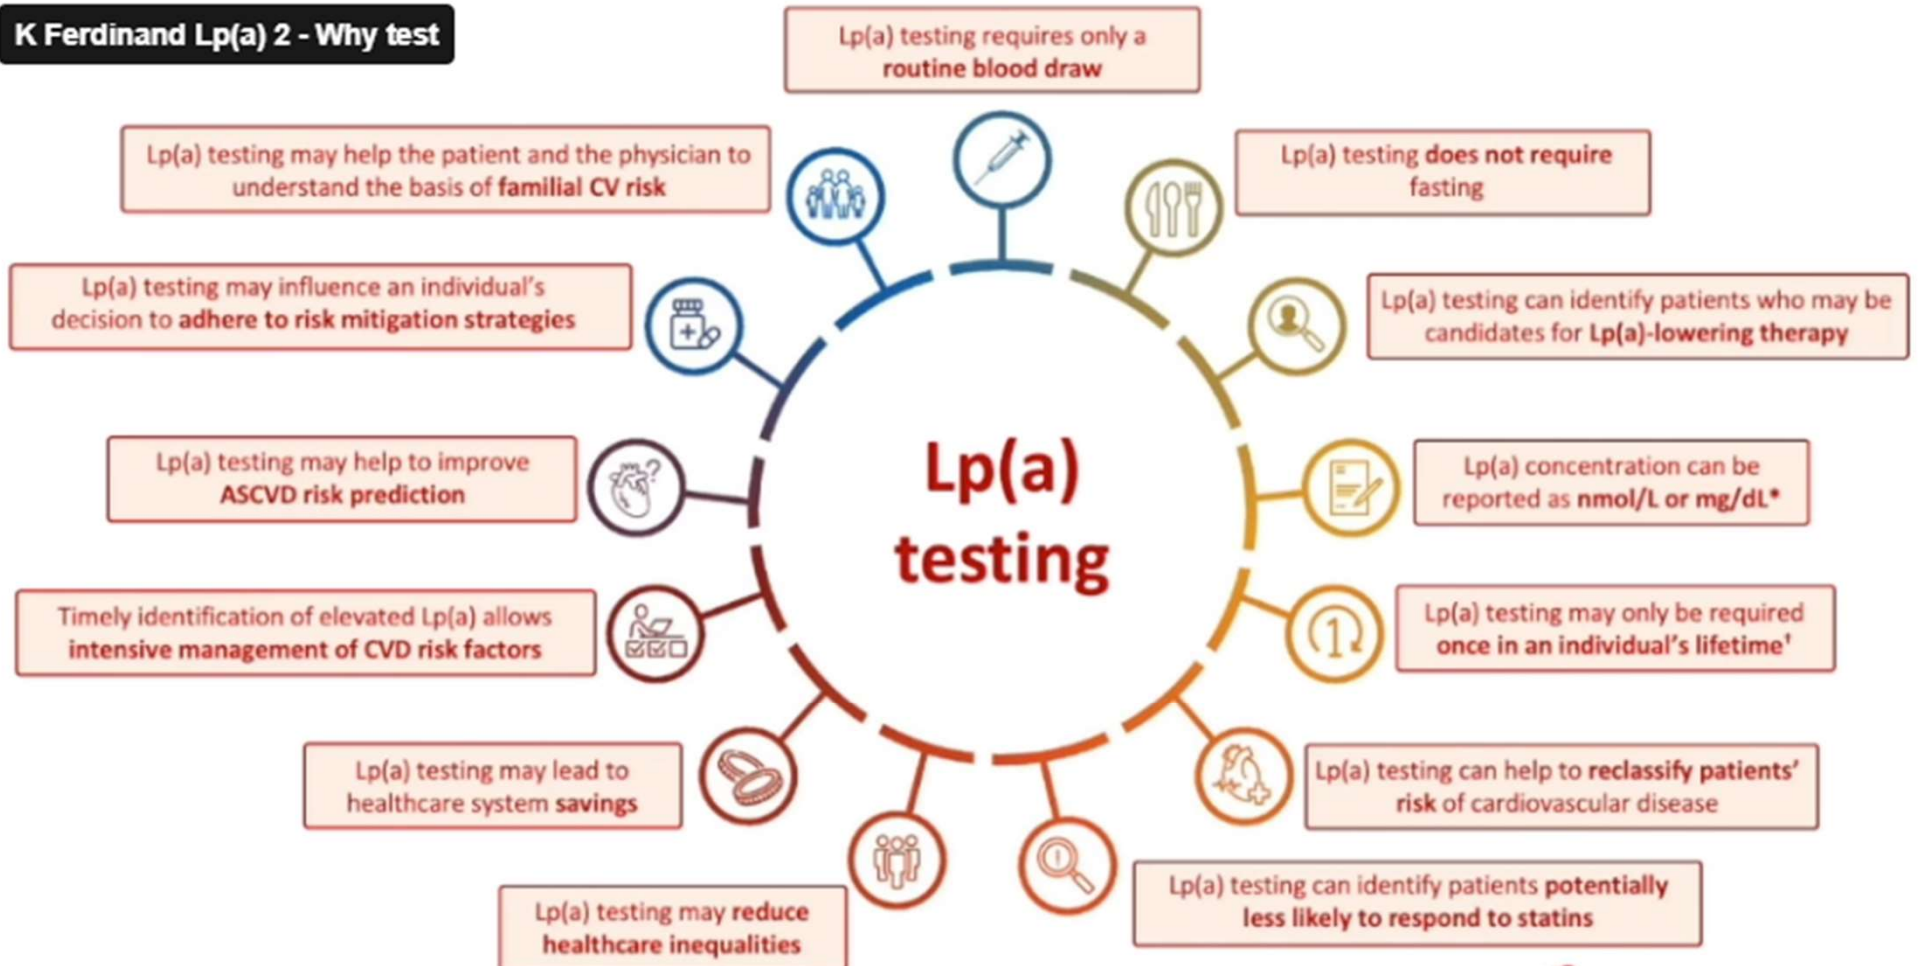 K Ferdinand Lp(a) 2 - Why test
Lp(a) testing requires only a
routine blood draw
Lp(a) testing does not require
fasting
Lp(a) testing can identify patients who may be
candidates for Lp(a)-lowering therapy
Lp(a) concentration can be
reported as nmol/L or mg/dL*
Lp(a) testing may only be required
once in an individual's lifetime†
Lp(a) testing can help to reclassify patients'
risk of cardiovascular disease
Lp(a) testing can identify patients potentially
less likely to respond to statins
Lp(a) testing may reduce
healthcare inequalities
Lp(a) testing may lead to
healthcare system savings
Timely identification of elevated Lp(a) allows
intensive management of CVD risk factors
Lp(a) testing may help to improve
ASCVD risk prediction
Lp(a) testing may influence an individual's
decision to adhere to risk mitigation strategies
Lp(a) testing may help the patient and the physician to
understand the basis of familial CV risk
Lp(a)
testing
?
1